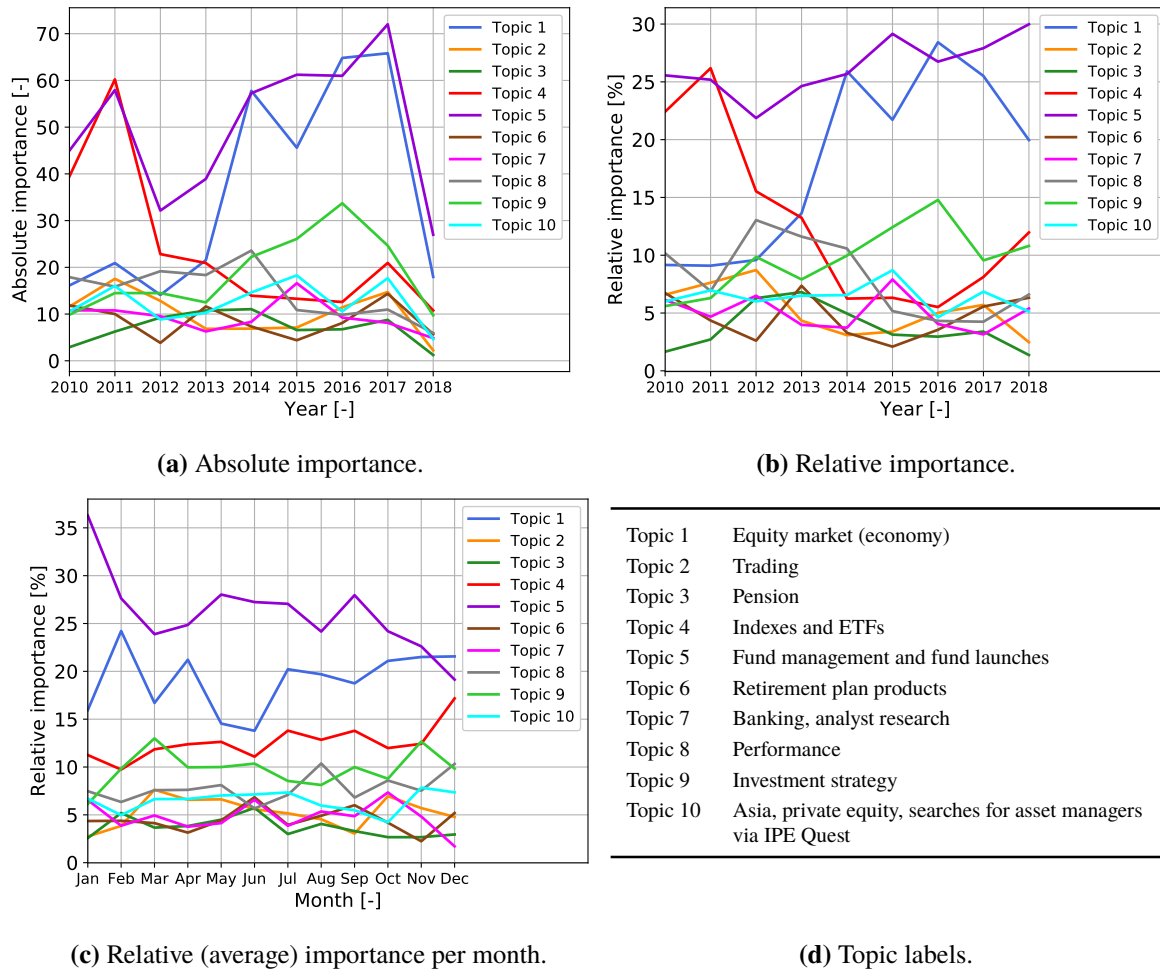 Absolute importance [-]
70
60
50
40
30
20
10
0
2010 2011 2012 2013 2014 2015 2016 2017 2018
Year [-]
Topic 1
Topic 2
Topic 3
Topic 4
Topic 5
Topic 6
Topic 7
Topic 8
Topic 9
Topic 10
(a) Absolute importance.
Relative importance [%]
30
25
20
15
10
5
0
2010 2011 2012 2013 2014 2015 2016 2017 2018
Year [-]
Topic 1
Topic 2
Topic 3
Topic 4
Topic 5
Topic 6
Topic 7
Topic 8
Topic 9
Topic 10
(b) Relative importance.
Relative importance [%]
35
30
25
20
15
10
5
0
Jan Feb Mar Apr May Jun Jul Aug Sep Oct Nov Dec
Month [-]
Topic 1
Topic 2
Topic 3
Topic 4
Topic 5
Topic 6
Topic 7
Topic 8
Topic 9
Topic 10
(c) Relative (average) importance per month.
Topic 1 Equity market (economy)
Topic 2 Trading
Topic 3 Pension
Topic 4 Indexes and ETFs
Topic 5 Fund management and fund launches
Topic 6 Retirement plan products
Topic 7 Banking, analyst research
Topic 8 Performance
Topic 9 Investment strategy
Topic 10 Asia, private equity, searches for asset managers
via IPE Quest
(d) Topic labels.